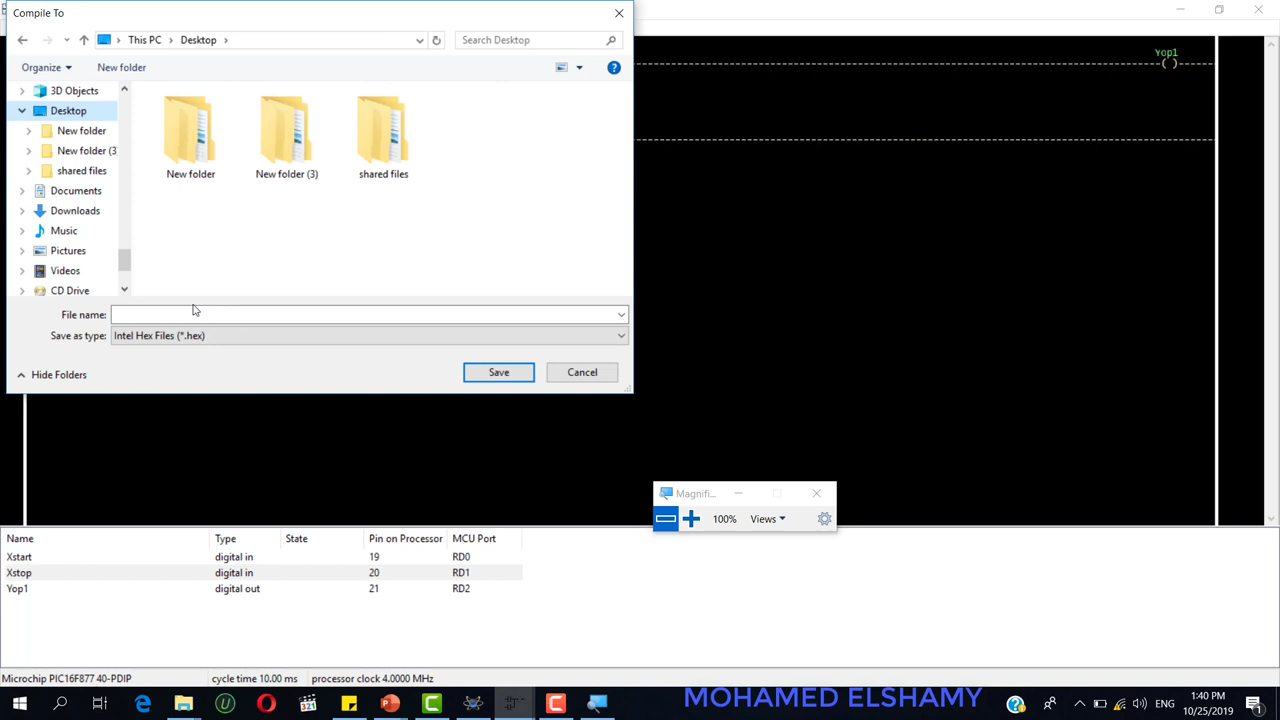 Compile To
This PC
Desktop
Search Desktop
Organize
New folder
3D Objects
Desktop
New folder
New folder (3)
shared files
Documents
Downloads
Music
Pictures
Videos
CD Drive
New folder
New folder (3)
shared files
File name:
Save as type:
Intel Hex Files (*.hex)
Hide Folders
Save
Cancel
Yop1
Magnifi...
100%
Views
Name Type State Pin on Processor MCU Port
Xstart digital in 19 RD0
Xstop digital in 20 RD1
Yop1 digital out 21 RD2
Microchip PIC16F877 40-PDIP cycle time 10.00 ms processor clock 4.0000 MHz
MOHAMED ELSHAMY
ENG
1:40 PM
10/25/2019